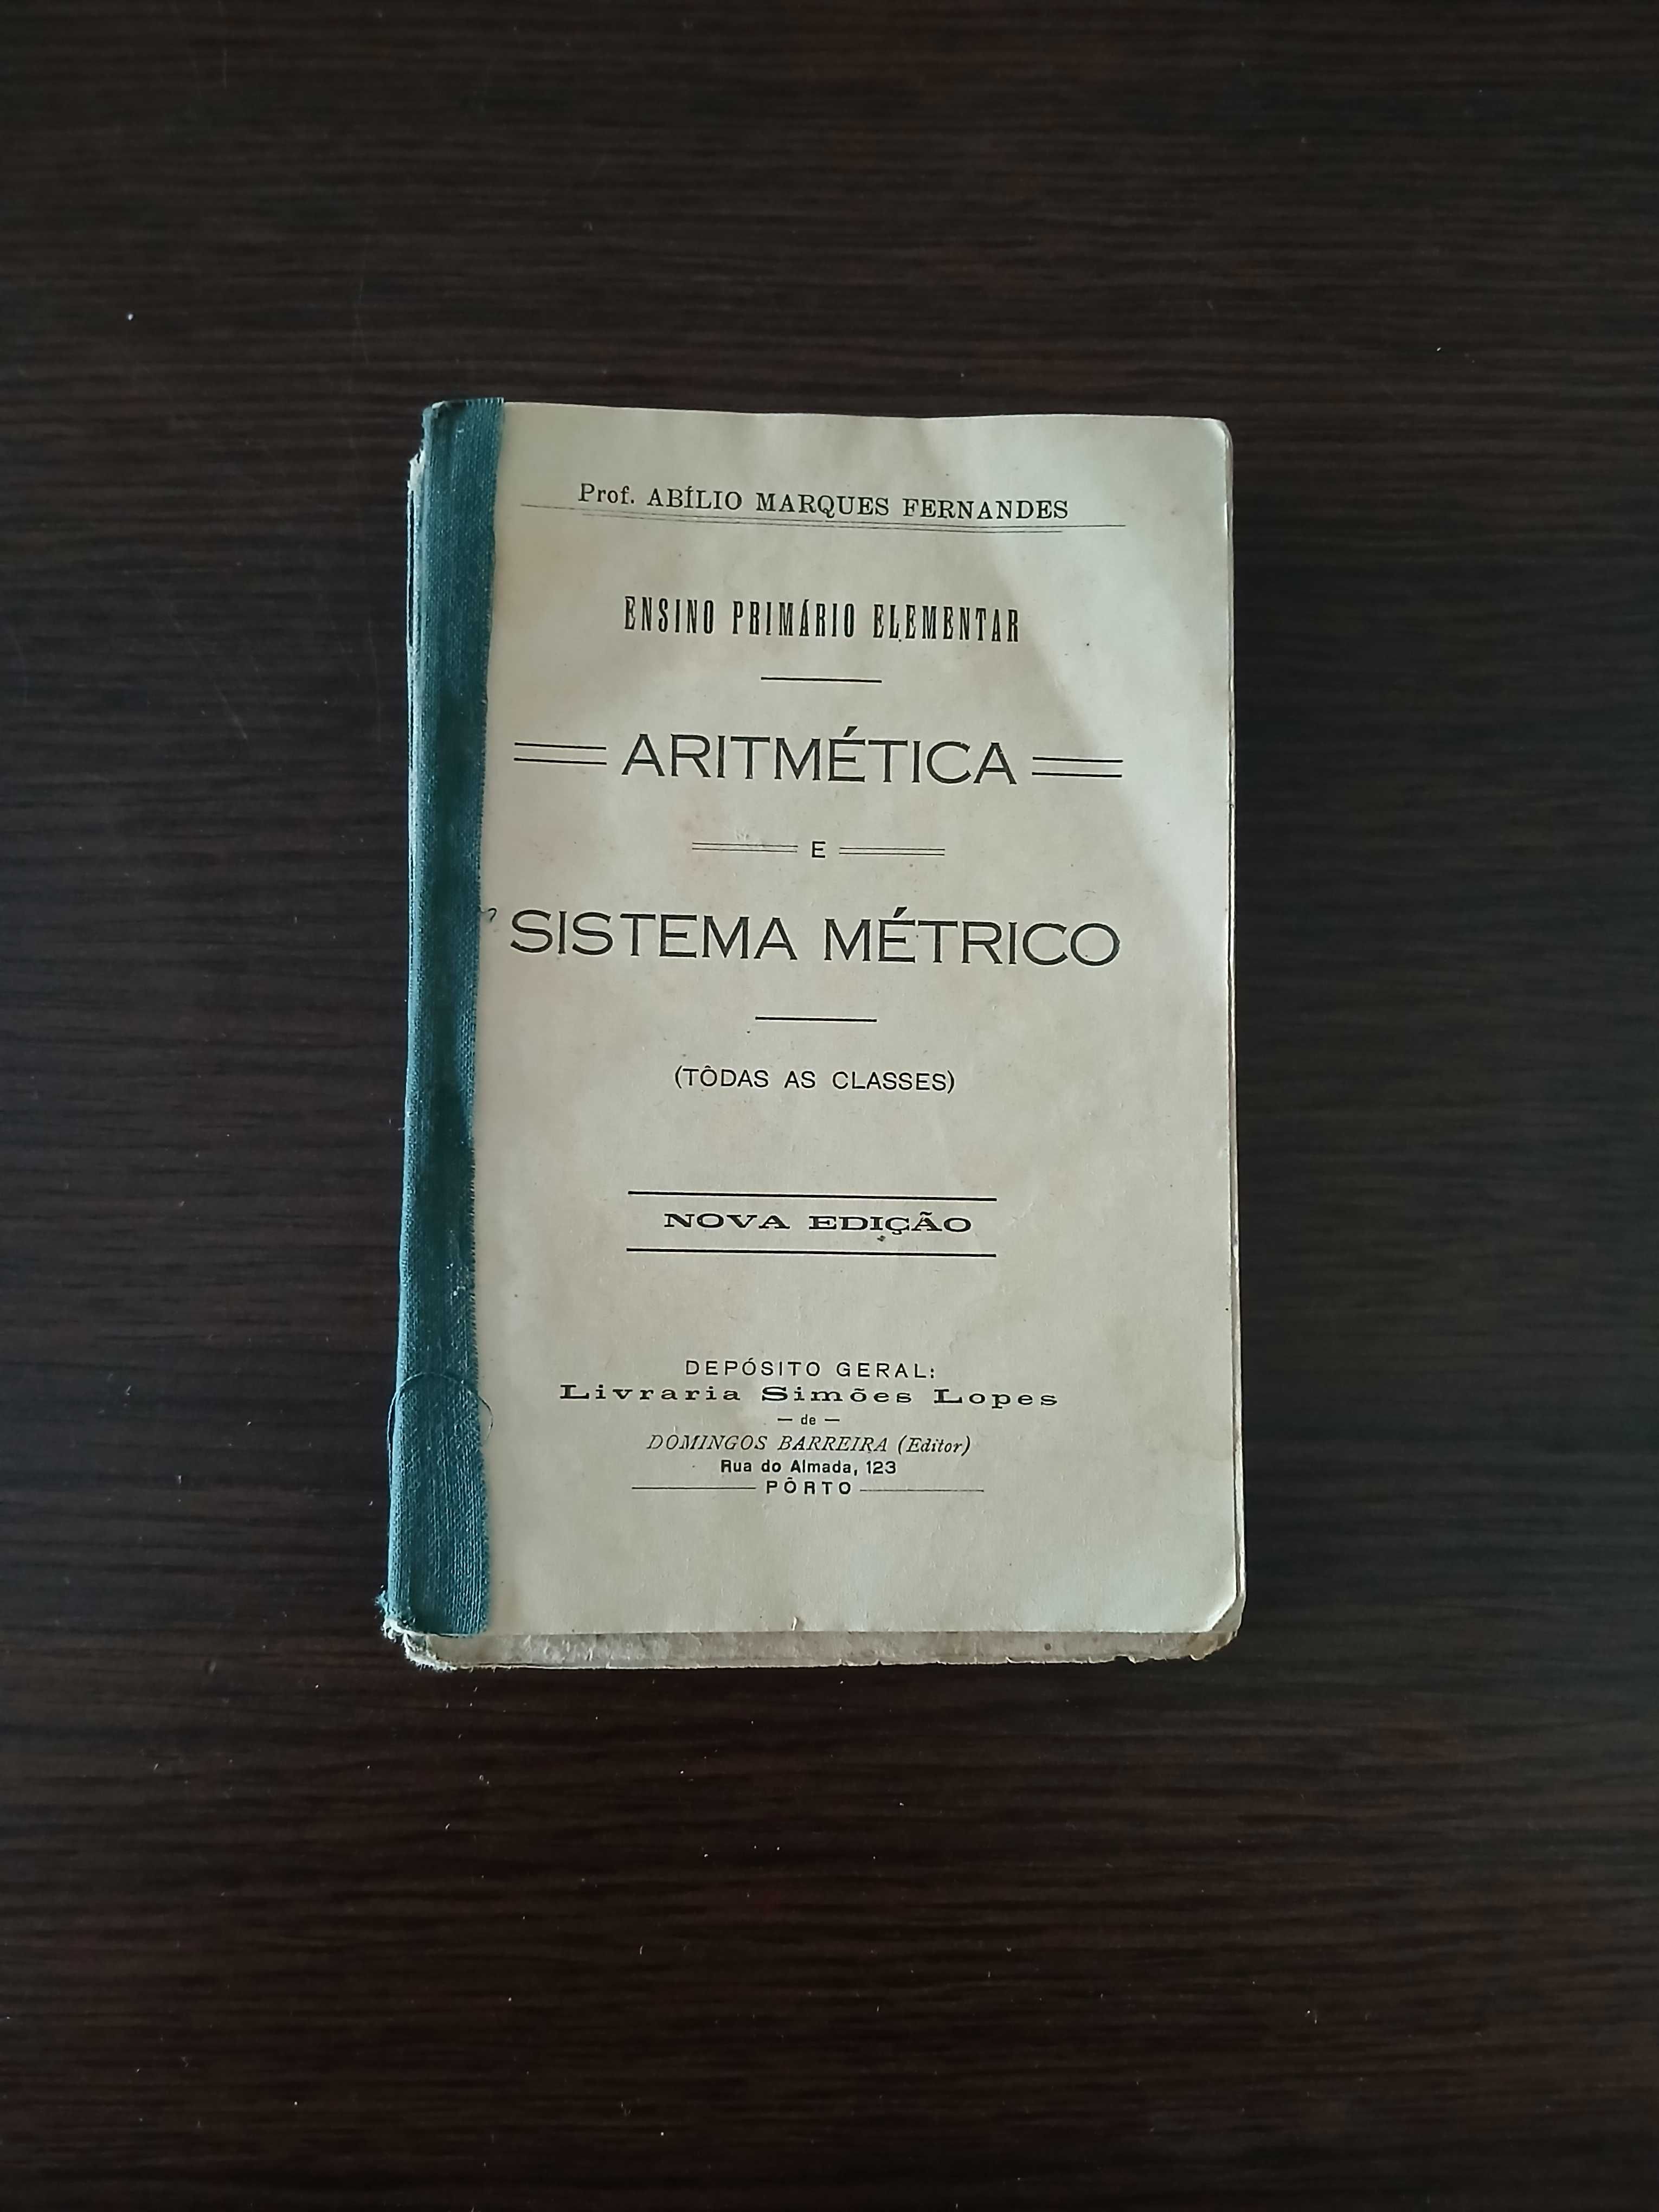 Prof. ABÍLIO MARQUES FERNANDES
ENSINO PRIMÁRIO ELEMENTAR
ARITMÉTICA
E
SISTEMA MÉTRICO
(TÔDAS AS CLASSES)
NOVA EDIÇÃO
DEPÓSITO GERAL:
Livraria Simões Lopes
— de —
DOMINGOS BARREIRA (Editor)
Rua do Almada, 123
PÔRTO